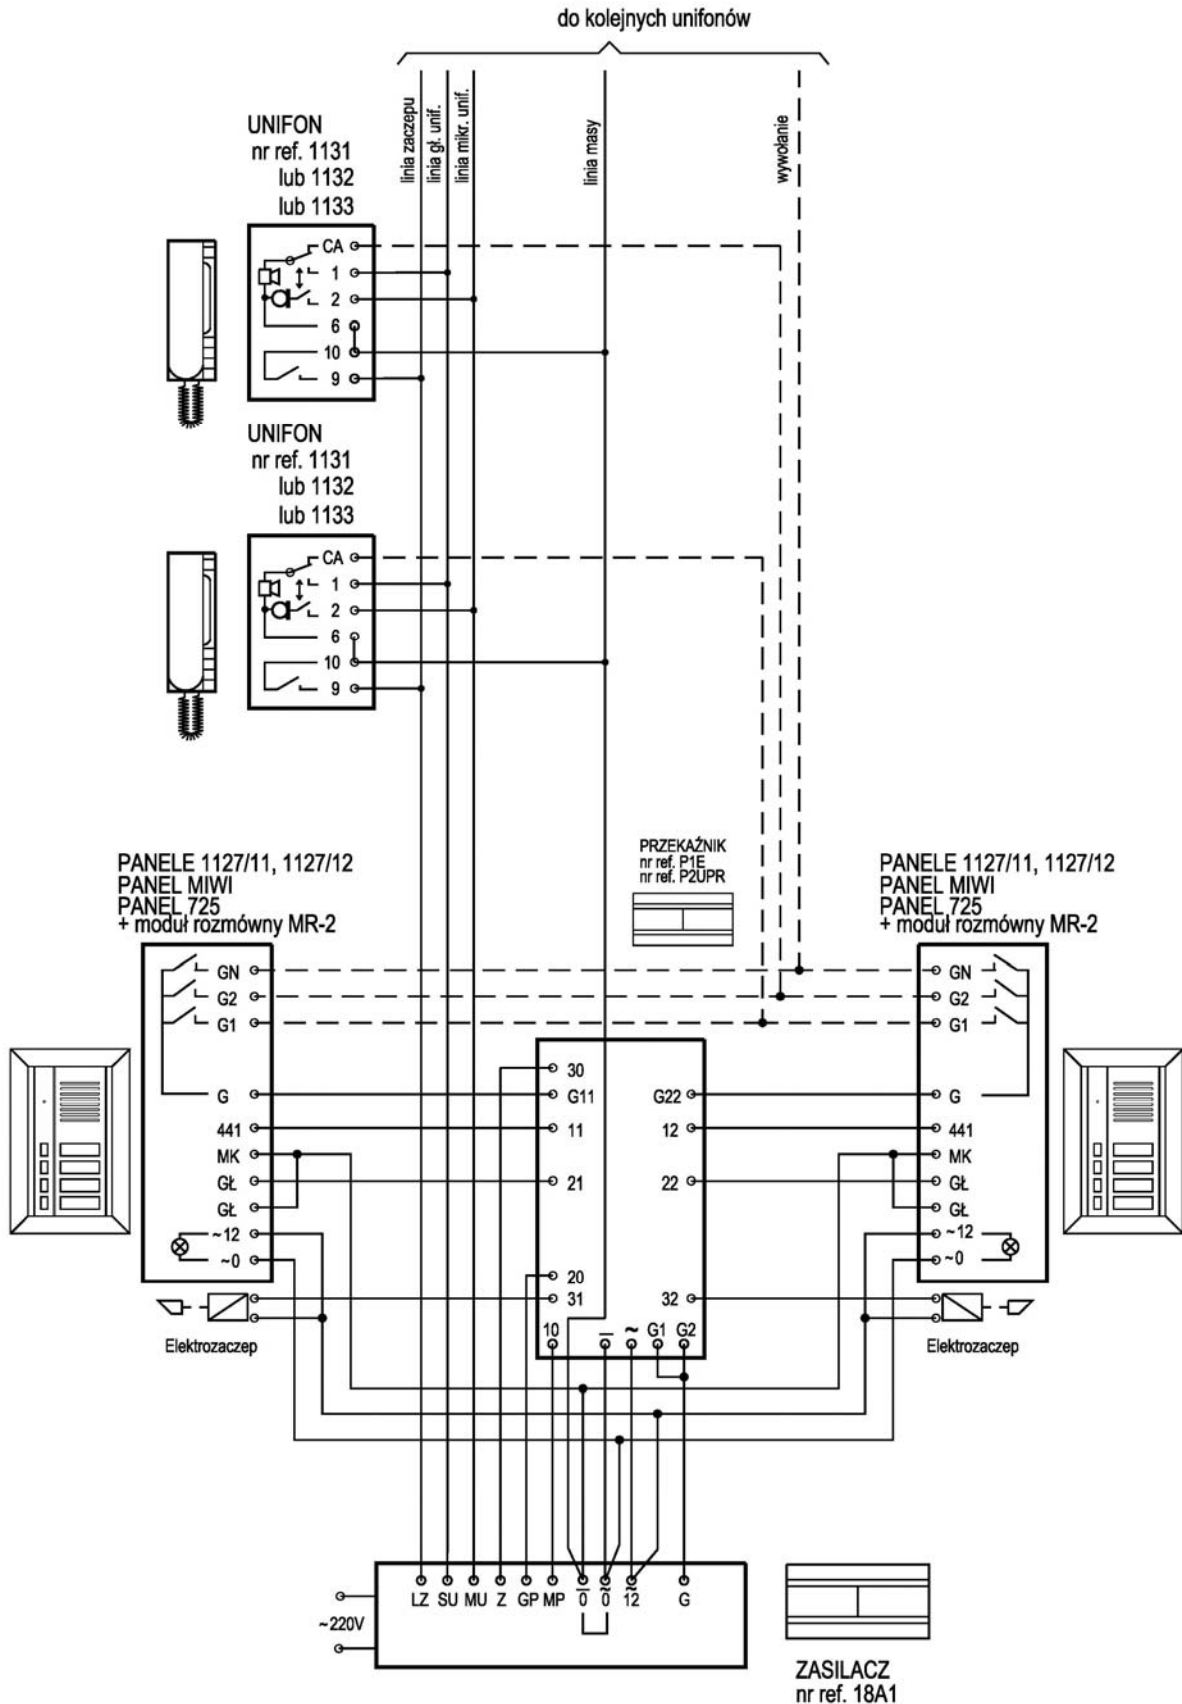 do kolejnych unifonów
linia zaczepu
linia gł. unif.
linia mikr. unif.
linia masy
wywołanie
UNIFON
nr ref. 1131
lub 1132
lub 1133
CA
1
2
6
10
9
UNIFON
nr ref. 1131
lub 1132
lub 1133
CA
1
2
6
10
9
PRZEKAŹNIK
nr ref. P1E
nr ref. P2UPR
PANELE 1127/11, 1127/12
PANEL MIWI
PANEL 725
+ moduł rozmówny MR-2
PANELE 1127/11, 1127/12
PANEL MIWI
PANEL 725
+ moduł rozmówny MR-2
GN
G2
G1
G
441
MK
GŁ
GŁ
~12
~0
Elektrozaczep
30
G11
11
21
20
31
10
–
~
G1
G2
G22
12
22
32
GN
G2
G1
G
441
MK
GŁ
GŁ
~12
~0
Elektrozaczep
~220V
LZ SU MU Z GP MP 0̅ 0̃ 1̃2 G
ZASILACZ
nr ref. 18A1